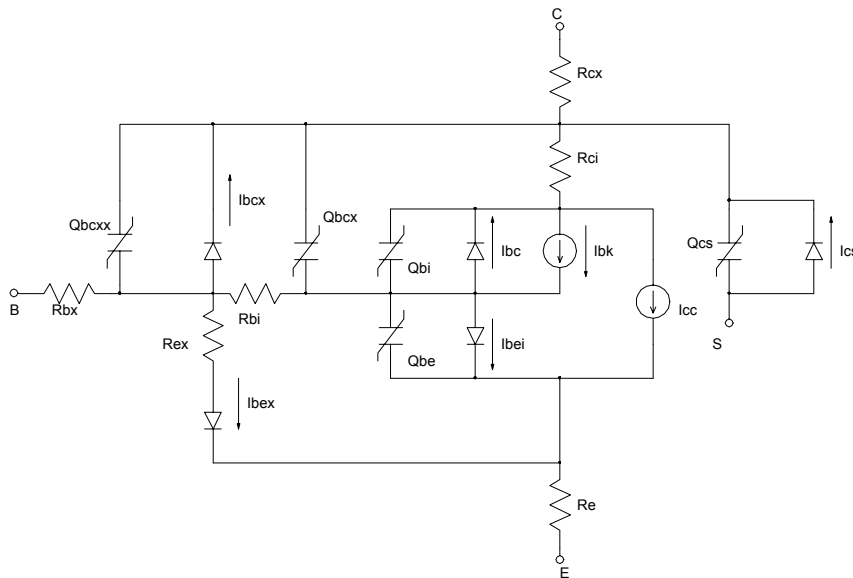 C
Rcx
Rci
Ibcx
Qbcx
Qbcxx
Ibc
Ibk
Qcs
Ics
Qbi
Icc
B
Rbx
Rbi
S
Rex
Qbe
Ibei
Ibex
Re
E